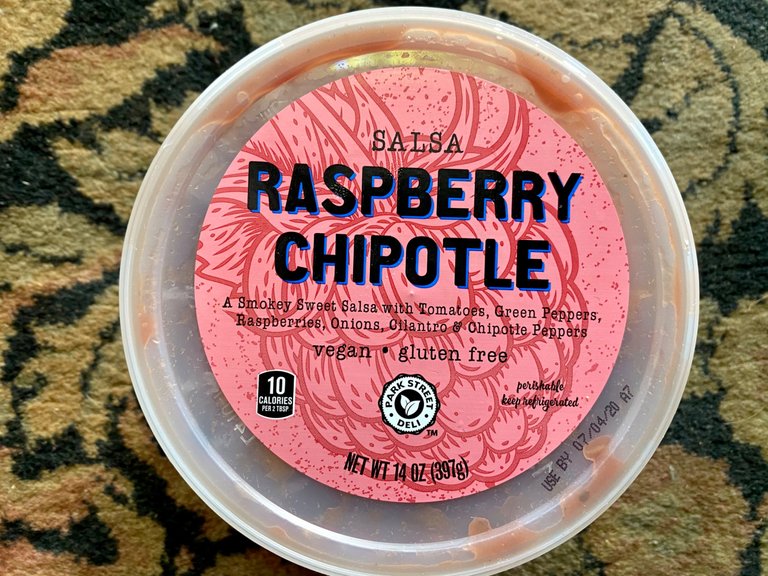 SALSA
RASPBERRY
CHIPOTLE
A Smokey Sweet Salsa with Tomatoes, Green Peppers,
Raspberries, Onions, Cilantro & Chipotle Peppers
vegan • gluten free
10
CALORIES
PER 2 TBSP
PARK STREET
DELI
TM
perishable
keep refrigerated
NET WT 14 OZ (397g)
USE BY 07/04/20 A7